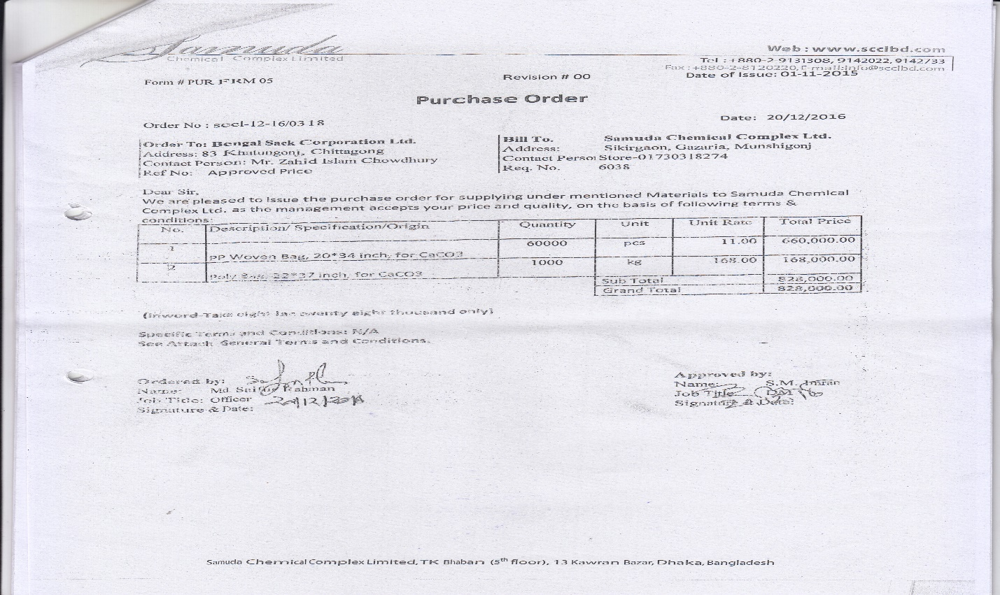 Samuda
Chemical Complex Limited
Web : www.scclbd.com
Tel : +880-2-9131308, 9142022, 9142733
Fax : +880-2-8120220, E-mail:info@scclbd.com
Form # PUR FRM 05
Revision # 00
Date of Issue: 01-11-2015
Purchase Order
Order No : sccl-12-16/0318
Date: 20/12/2016
Order To: Bengal Sack Corporation Ltd.
Address: 83 Khatungonj, Chittagong
Contact Person: Mr. Zahid Islam Chowdhury
Ref No: Approved Price
Bill To. Samuda Chemical Complex Ltd.
Address: Sikirgaon, Gazaria, Munshigonj
Contact Person Store-01730318274
Req. No. 6038
Dear Sir,
We are pleased to issue the purchase order for supplying under mentioned Materials to Samuda Chemical
Complex Ltd. as the management accepts your price and quality, on the basis of following terms &
conditions:
No. Description/ Specification/Origin Quantity Unit Unit Rate Total Price
1 PP Woven Bag, 20*34 inch, for CaCO3 60000 pcs 11.00 660,000.00
2 Poly Bag, 22*37 inch, for CaCO3 1000 kg 168.00 168,000.00
Sub Total 828,000.00
Grand Total 828,000.00
(Inword-Take eight lac twenty eight thousand only)
Specific Terms and Conditions: N/A
See Attach General Terms and Conditions.
Ordered by:
Name: Md. Saifur Rahman
Job Title: Officer
Signature & Date:
20/12/2016
Approved by:
Name: S.M. Imran
Job Title: DM
Signature & Date:
Samuda Chemical Complex Limited, TK Bhaban (5th floor), 13 Kawran Bazar, Dhaka, Bangladesh